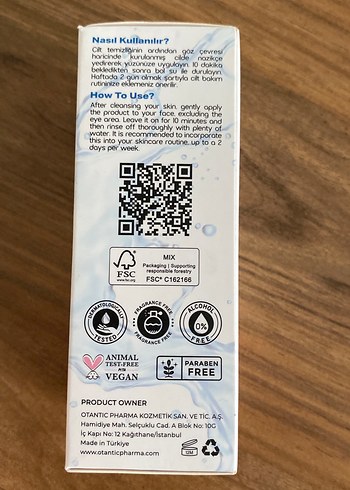 Nasıl Kullanılır?
Cilt temizliğinin ardından göz çevresi
haricinde kurulanmış cilde nazikçe
yedirerek yüzünüze uygulayın. 10 dakika
bekledikten sonra bol su ile durulayın.
Haftada 2 gün olmak şartıyla cilt bakım
rutininize eklemeniz önerilir.
How To Use?
After cleansing your skin, gently apply
the product to your face, excluding the
eye area. Leave it on for 10 minutes and
then rinse off thoroughly with plenty of
water. It is recommended to incorporate
this into your skincare routine, up to a 2
days per week.
FSC
www.fsc.org
MIX
Packaging | Supporting
responsible forestry
FSC® C162166
DERMATOLOGICALLY
TESTED
FRAGRANCE FREE
FRAGRANCE FREE
ALCOHOL
0%
FREE
ANIMAL
TEST-FREE
VEGAN
PARABEN
FREE
PRODUCT OWNER
OTANTIC PHARMA KOZMETİK SAN. VE TİC. A.Ş.
Hamidiye Mah. Selçuklu Cad. A Blok No: 10G
İç Kapı No: 12 Kağıthane/İstanbul
Made in Türkiye
www.otanticpharma.com
12M